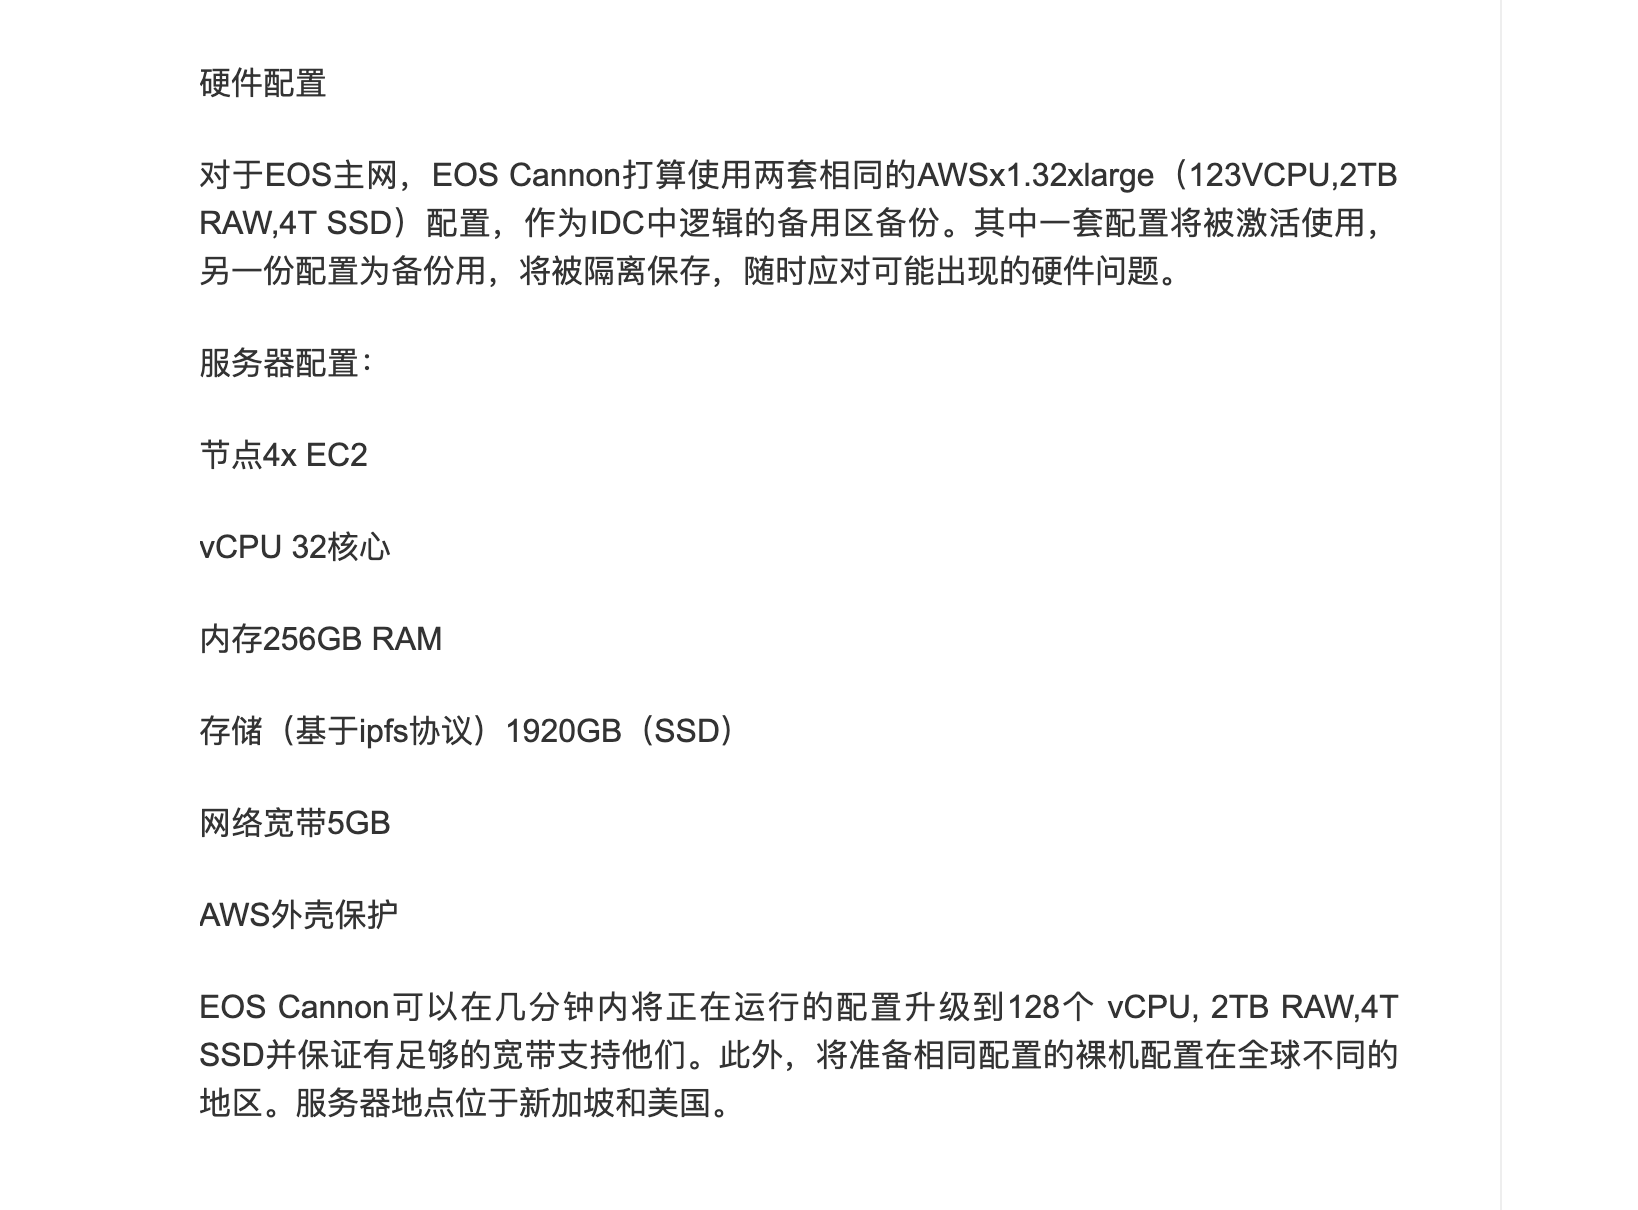 硬件配置
对于EOS主网，EOS Cannon打算使用两套相同的AWSx1.32xlarge（123VCPU,2TB
RAW,4T SSD）配置，作为IDC中逻辑的备用区备份。其中一套配置将被激活使用，
另一份配置为备份用，将被隔离保存，随时应对可能出现的硬件问题。
服务器配置：
节点4x EC2
vCPU 32核心
内存256GB RAM
存储（基于ipfs协议）1920GB（SSD）
网络宽带5GB
AWS外壳保护
EOS Cannon可以在几分钟内将正在运行的配置升级到128个 vCPU, 2TB RAW,4T
SSD并保证有足够的宽带支持他们。此外，将准备相同配置的裸机配置在全球不同的
地区。服务器地点位于新加坡和美国。